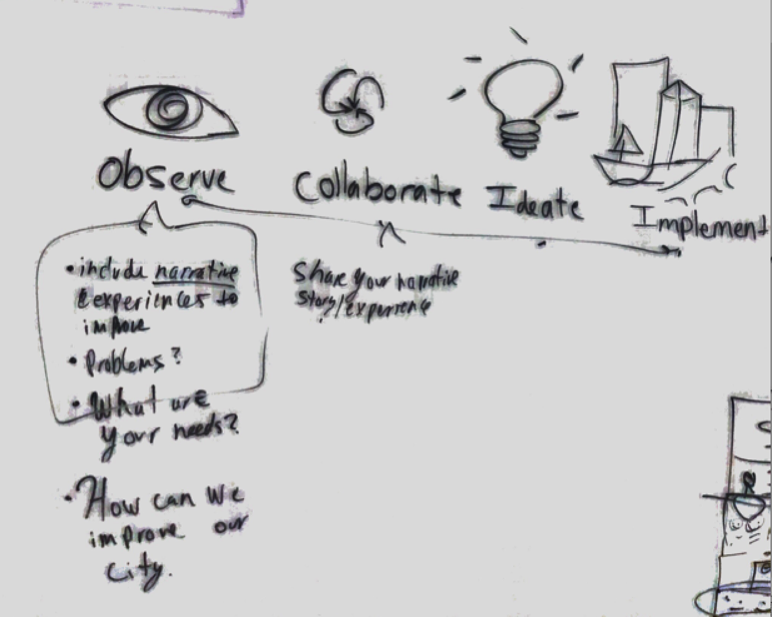 Observe
Collaborate
Ideate
Implement
• include narrative
& experiences to
improve
• Problems?
• What are
your needs?
• How can we
improve our
city.
Share your narrative
story/experience